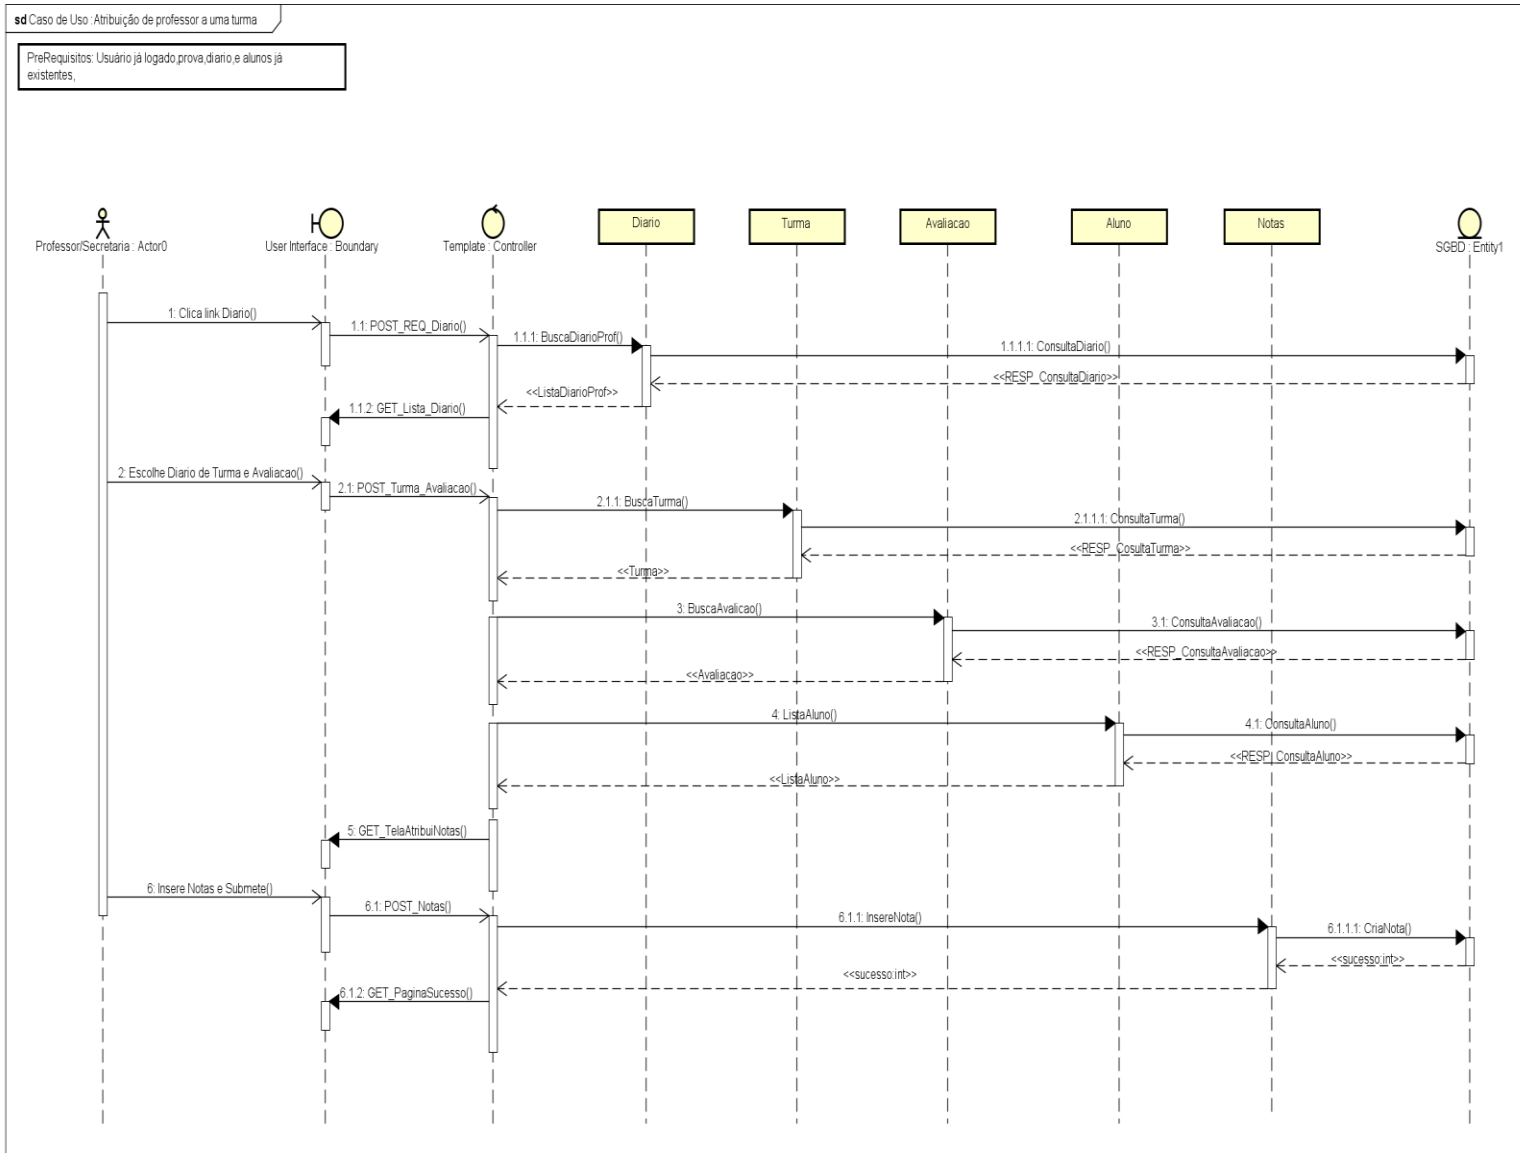 sd Caso de Uso :Atribuição de professor a uma turma
PreRequisitos: Usuário já logado,prova,diario,e alunos já
existentes,
Professor/Secretaria : Actor0
User Interface : Boundary
Template : Controller
Diario
Turma
Avaliacao
Aluno
Notas
SGBD : Entity1
1: Clica link Diario()
1.1: POST_REQ_Diario()
1.1.1: BuscaDiarioProf()
1.1.1.1: ConsultaDiario()
<<RESP_ConsultaDiario>>
<<ListaDiarioProf>>
1.1.2: GET_Lista_Diario()
2: Escolhe Diario de Turma e Avaliacao()
2.1: POST_Turma_Avaliacao()
2.1.1: BuscaTurma()
2.1.1.1: ConsultaTurma()
<<RESP_CosultaTurma>>
<<Turma>>
3: BuscaAvalicao()
3.1: ConsultaAvaliacao()
<<RESP_ConsultaAvaliacao>>
<<Avaliacao>>
4: ListaAluno()
4.1: ConsultaAluno()
<<RESP_ConsultaAluno>>
<<ListaAluno>>
5: GET_TelaAtribuiNotas()
6: Insere Notas e Submete()
6.1: POST_Notas()
6.1.1: InsereNota()
6.1.1.1: CriaNota()
<<sucesso:int>>
<<sucesso:int>>
6.1.2: GET_PaginaSucesso()